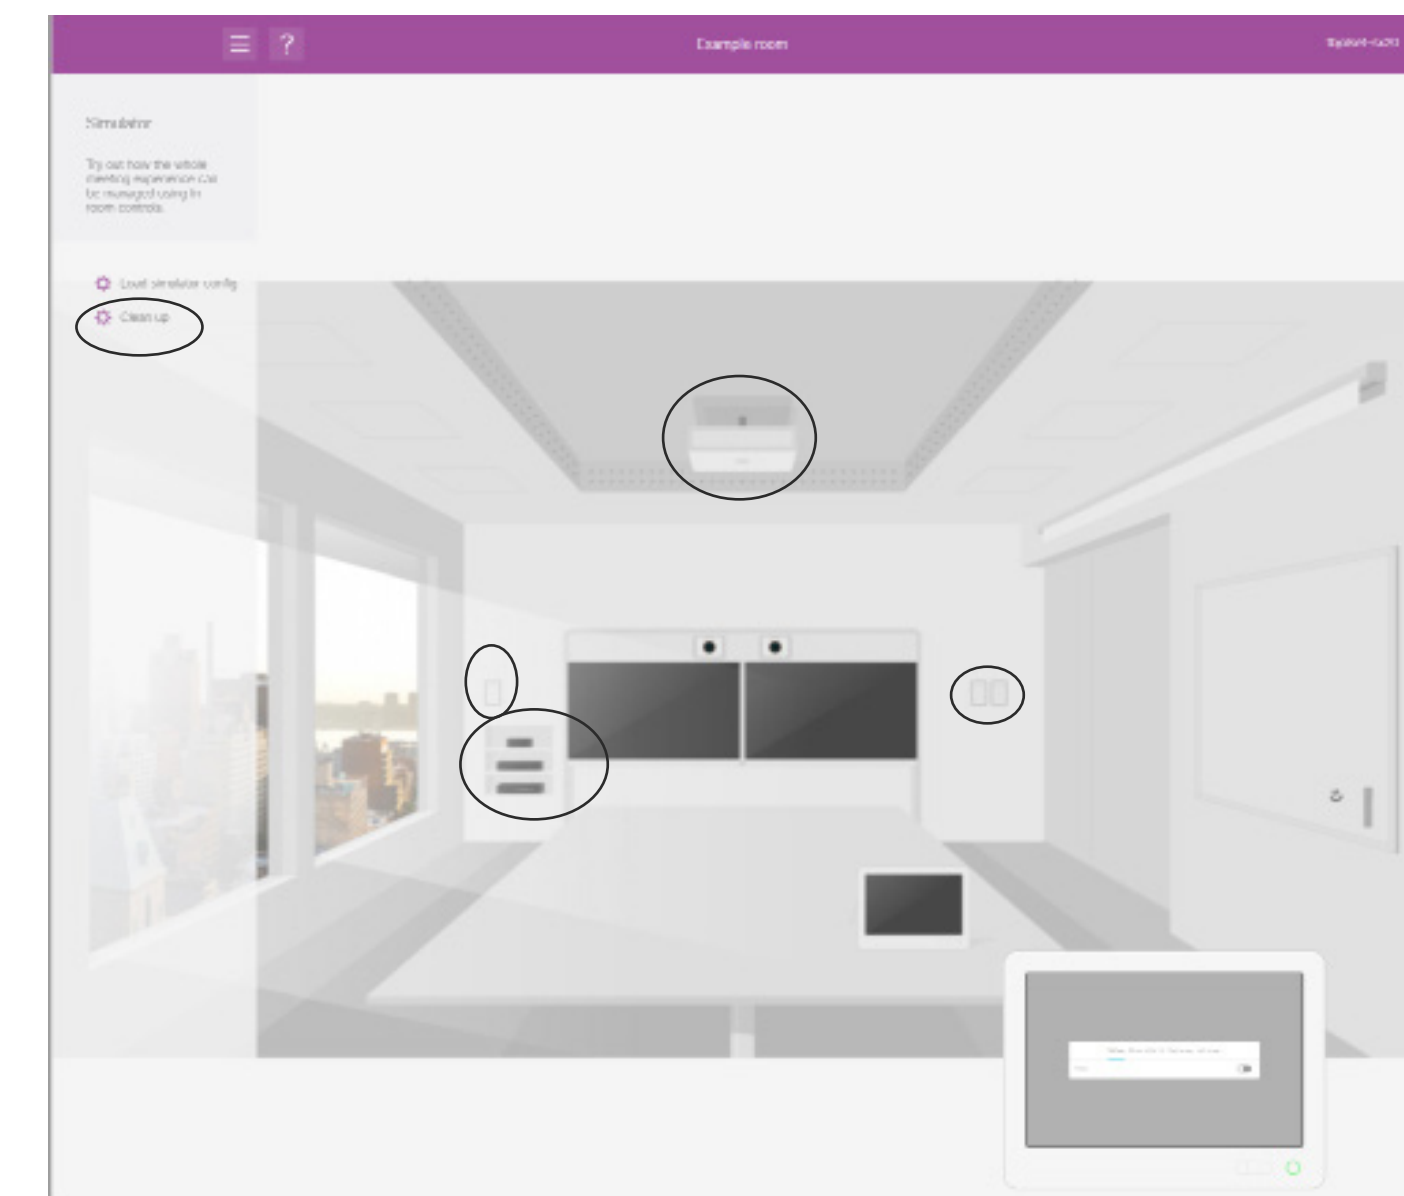 ?
Example room
Simulator
Try out how the whole
meeting experience can
be managed using In-
room controls.
Load simulator config
Clean up